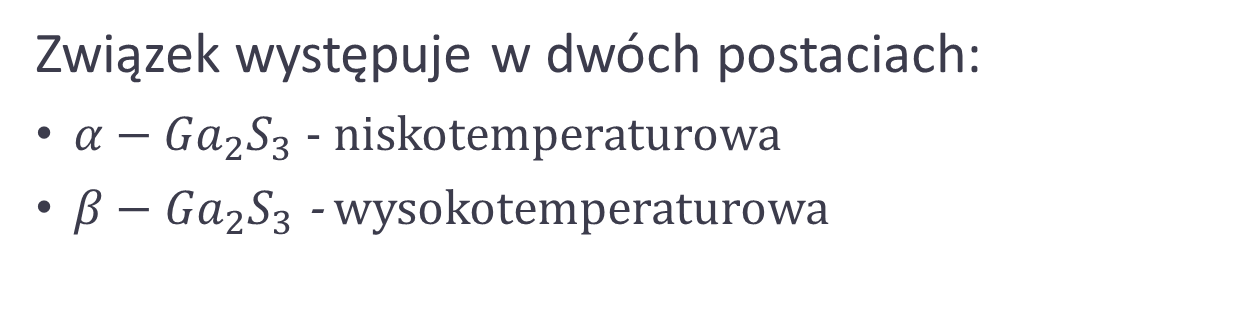 Związek występuje w dwóch postaciach:
• α − Ga₂S₃ - niskotemperaturowa
• β − Ga₂S₃ - wysokotemperaturowa